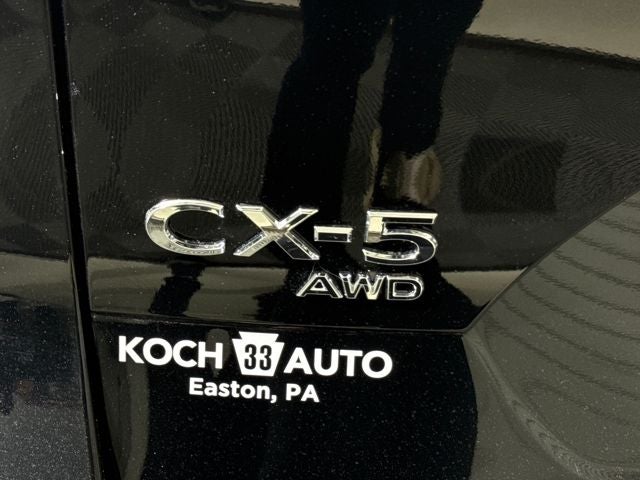 CX-5
AWD
KOCH 33 AUTO
Easton, PA